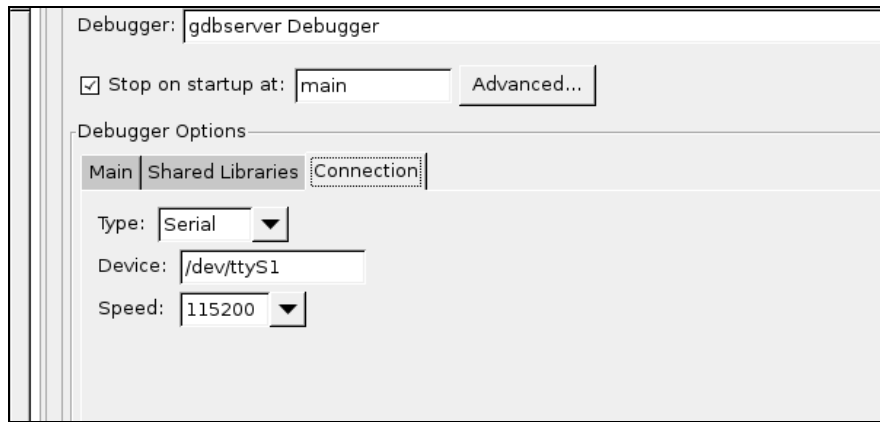 Debugger: gdbserver Debugger
Stop on startup at: main Advanced...
Debugger Options
Main Shared Libraries Connection
Type: Serial
Device: /dev/ttyS1
Speed: 115200